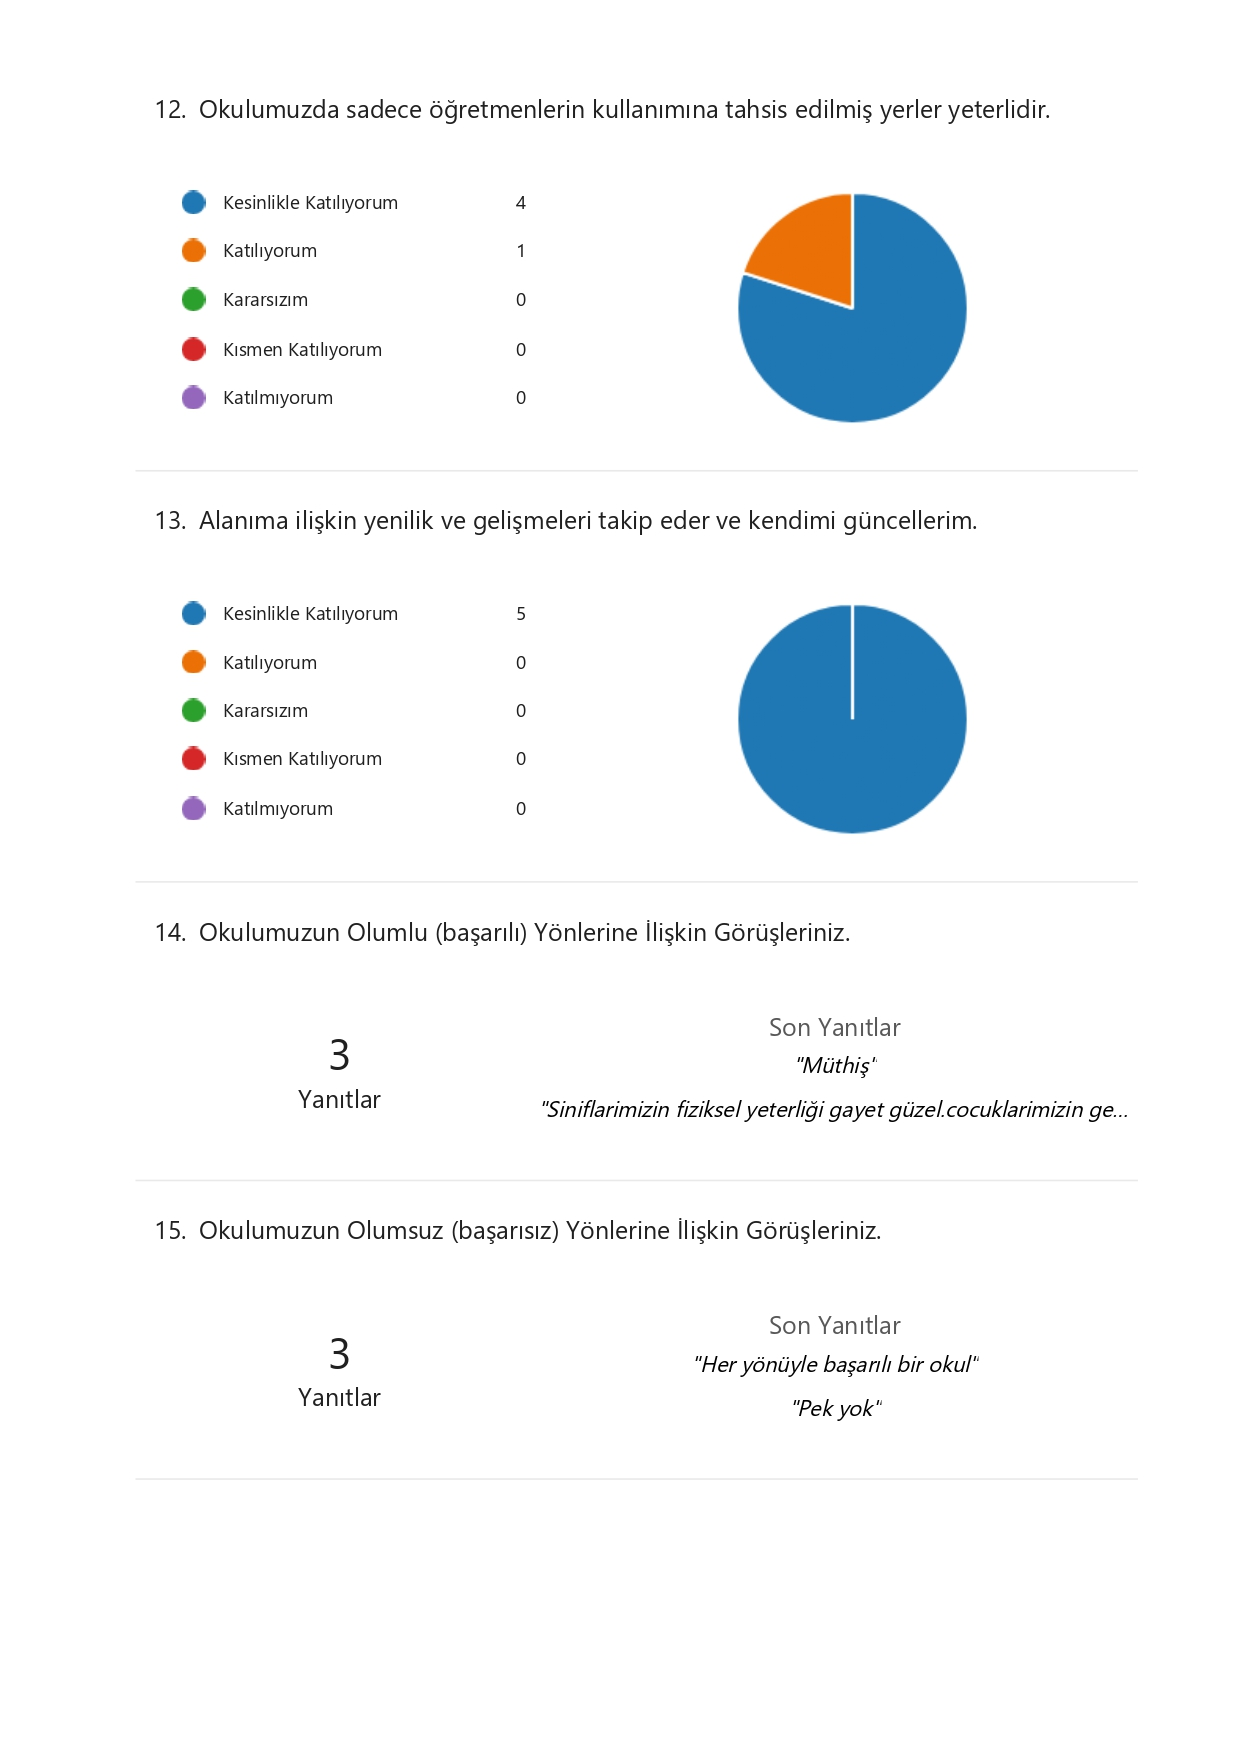 12. Okulumuzda sadece öğretmenlerin kullanımına tahsis edilmiş yerler yeterlidir.
Kesinlikle Katılıyorum 4
Katılıyorum 1
Kararsızım 0
Kısmen Katılıyorum 0
Katılmıyorum 0
13. Alanıma ilişkin yenilik ve gelişmeleri takip eder ve kendimi güncellerim.
Kesinlikle Katılıyorum 5
Katılıyorum 0
Kararsızım 0
Kısmen Katılıyorum 0
Katılmıyorum 0
14. Okulumuzun Olumlu (başarılı) Yönlerine İlişkin Görüşleriniz.
3
Yanıtlar
Son Yanıtlar
"Müthiş"
"Siniflarimizin fiziksel yeterliği gayet güzel.cocuklarimizin ge...
15. Okulumuzun Olumsuz (başarısız) Yönlerine İlişkin Görüşleriniz.
3
Yanıtlar
Son Yanıtlar
"Her yönüyle başarılı bir okul"
"Pek yok"